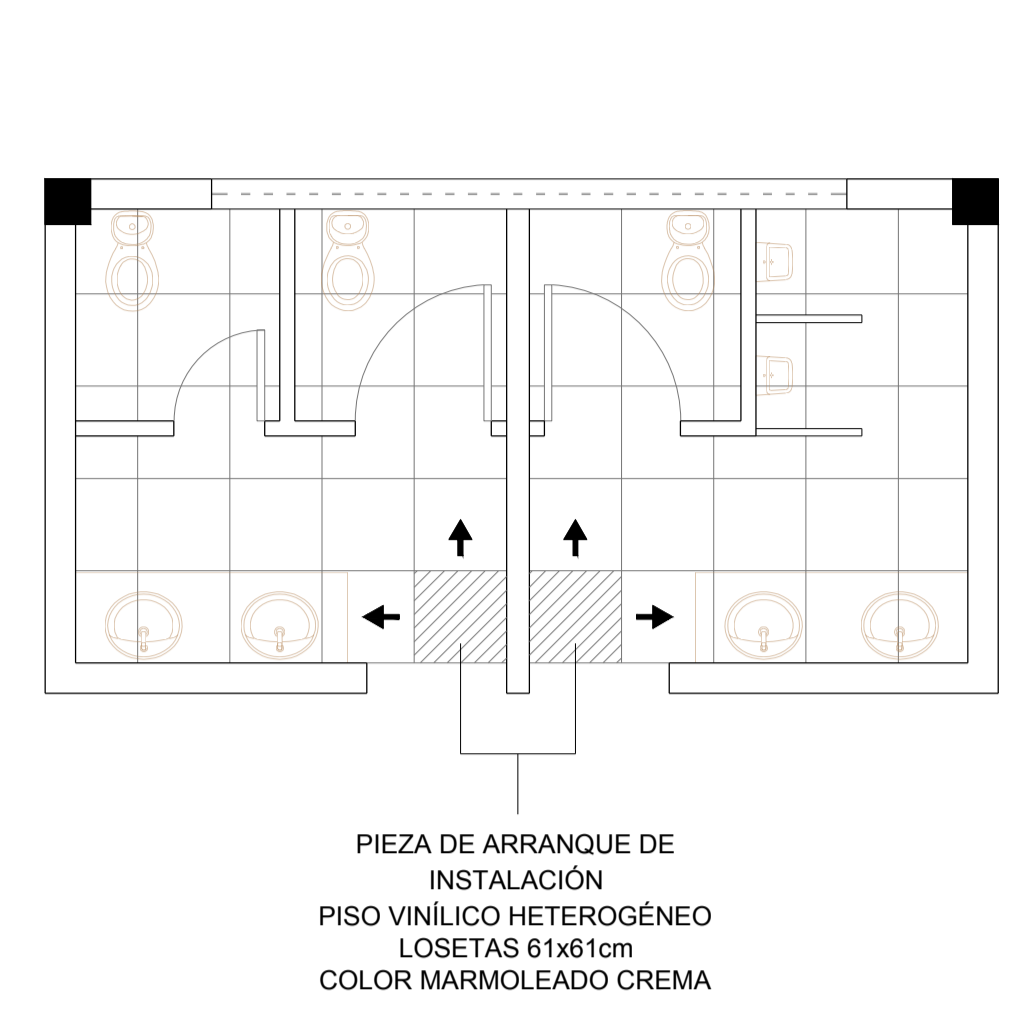 PIEZA DE ARRANQUE DE
INSTALACIÓN
PISO VINÍLICO HETEROGÉNEO
LOSETAS 61x61cm
COLOR MARMOLEADO CREMA